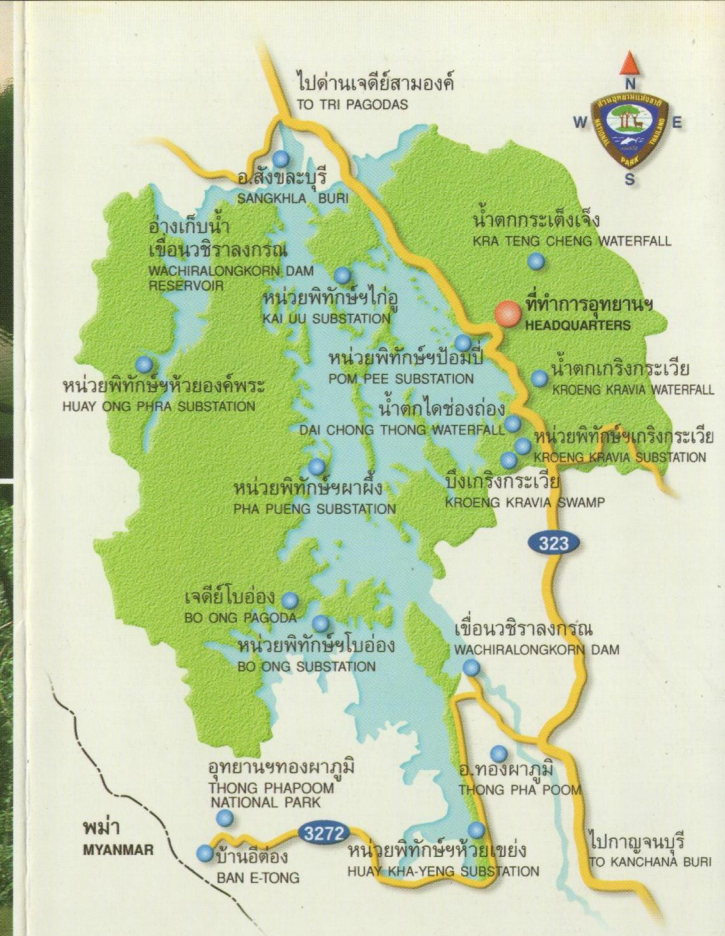 ไปด่านเจดีย์สามองค์
TO TRI PAGODAS
N
W
E
S
สวนอุทยานแห่งชาติ
NATIONAL PARK THAILAND
อ.สังขละบุรี
SANGKHLA BURI
อ่างเก็บน้ำ
เขื่อนวชิราลงกรณ
WACHIRALONGKORN DAM
RESERVOIR
น้ำตกกระเต็งเจ็ง
KRA TENG CHENG WATERFALL
หน่วยพิทักษ์ฯไก่อู
KAI UU SUBSTATION
ที่ทำการอุทยานฯ
HEADQUARTERS
หน่วยพิทักษ์ฯป้อมปี่
POM PEE SUBSTATION
น้ำตกเกริงกระเวีย
KROENG KRAVIA WATERFALL
หน่วยพิทักษ์ฯห้วยองค์พระ
HUAY ONG PHRA SUBSTATION
น้ำตกไดช่องถ่อง
DAI CHONG THONG WATERFALL
หน่วยพิทักษ์ฯเกริงกระเวีย
KROENG KRAVIA SUBSTATION
หน่วยพิทักษ์ฯผาผึ้ง
PHA PUENG SUBSTATION
บึงเกริงกระเวีย
KROENG KRAVIA SWAMP
323
เจดีย์โบอ่อง
BO ONG PAGODA
หน่วยพิทักษ์ฯโบอ่อง
BO ONG SUBSTATION
เขื่อนวชิราลงกรณ
WACHIRALONGKORN DAM
อุทยานฯทองผาภูมิ
THONG PHAPOOM
NATIONAL PARK
อ.ทองผาภูมิ
THONG PHA POOM
พม่า
MYANMAR
3272
บ้านอีต่อง
BAN E-TONG
หน่วยพิทักษ์ฯห้วยเขย่ง
HUAY KHA-YENG SUBSTATION
ไปกาญจนบุรี
TO KANCHANA BURI